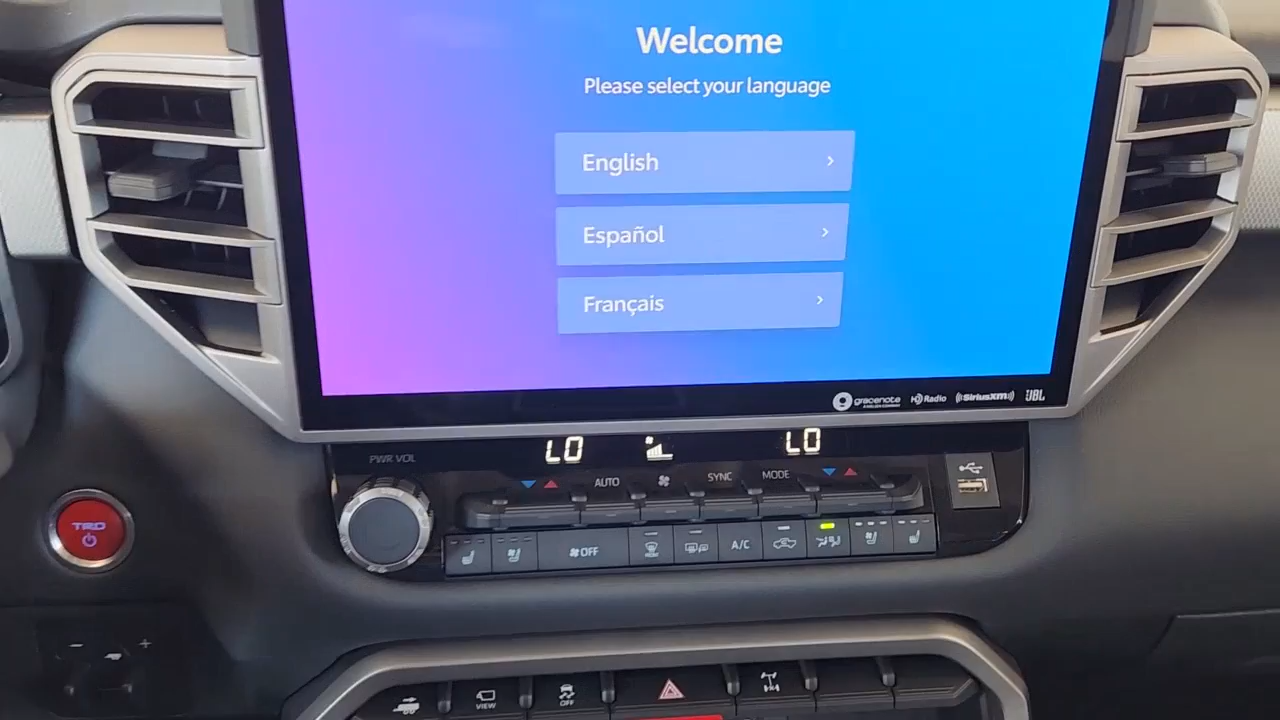 Welcome
Please select your language
English
Español
Français
gracenote
HD Radio
SiriusXM
JBL
PWR VOL
LO
LO
AUTO
SYNC
MODE
TRD
OFF
A/C
VIEW
OFF